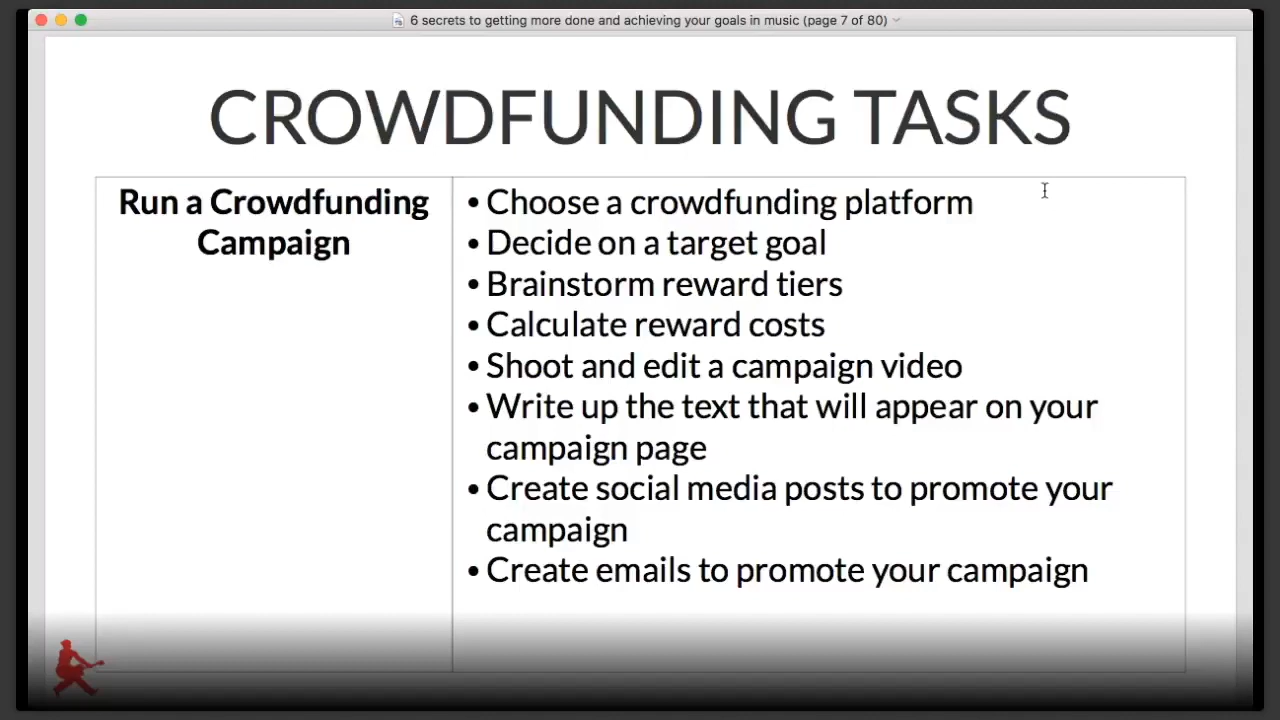 6 secrets to getting more done and achieving your goals in music (page 7 of 80)
CROWDFUNDING TASKS
Run a Crowdfunding
Campaign
• Choose a crowdfunding platform
• Decide on a target goal
• Brainstorm reward tiers
• Calculate reward costs
• Shoot and edit a campaign video
• Write up the text that will appear on your
campaign page
• Create social media posts to promote your
campaign
• Create emails to promote your campaign